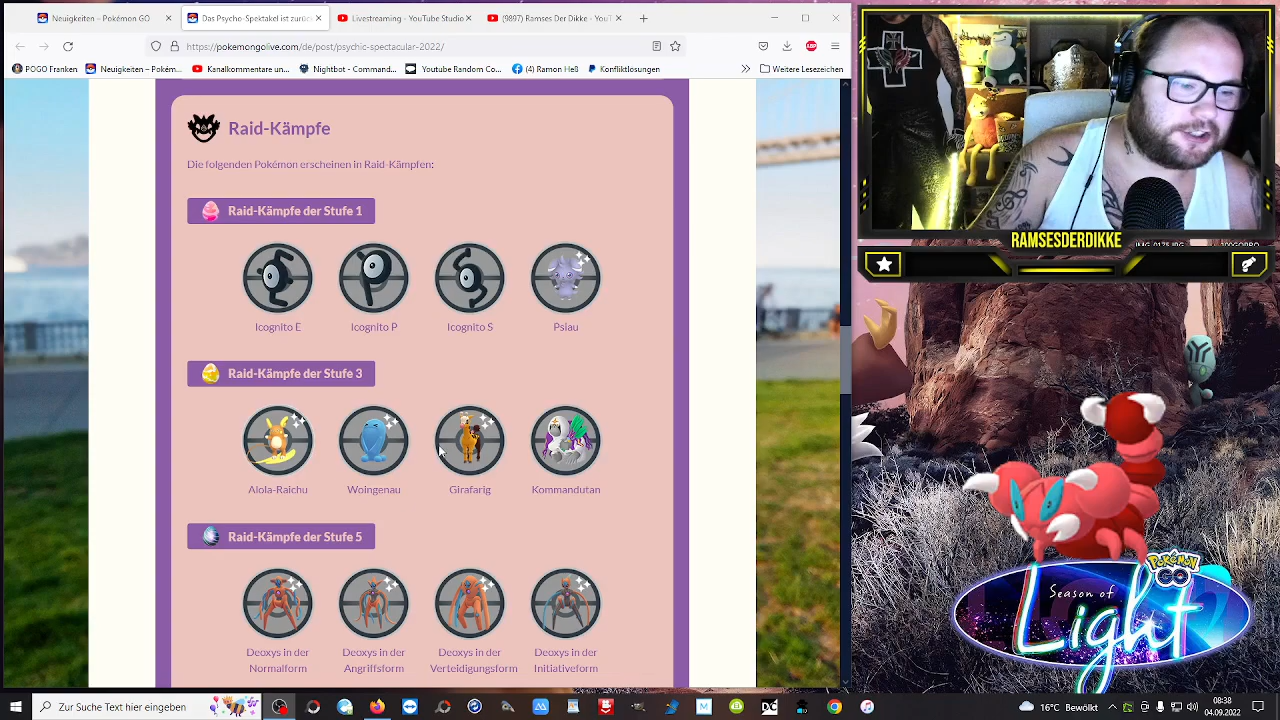 Neuigkeiten – Pokémon GO
Das Psycho-Spektakel ist zurück
Livestream - YouTube Studio
(9897) Ramses Der Dikke - YouT
https://pokemongolive.com/de/post/psychic-spectacular-2022/
POGO Franken
Neuigkeiten – Pokém...
Kanalkommentare un...
Nightbot - Comman...
Youtube Random Co...
(4) Ramon Heß
Konfliktlösungen
Weitere Lesezeichen
Raid-Kämpfe
Die folgenden Pokémon erscheinen in Raid-Kämpfen:
Raid-Kämpfe der Stufe 1
Icognito E
Icognito P
Icognito S
Psiau
Raid-Kämpfe der Stufe 3
Alola-Raichu
Woingenau
Girafarig
Kommandutan
Raid-Kämpfe der Stufe 5
Deoxys in der Normalform
Deoxys in der Angriffsform
Deoxys in der Verteidigungsform
Deoxys in der Initiativeform
RAMSESDERDIKKE
POKÉMON GO
Season of
Light
Zur Suche Text hier eingeben
16°C Bewölkt
08:38
04.09.2022